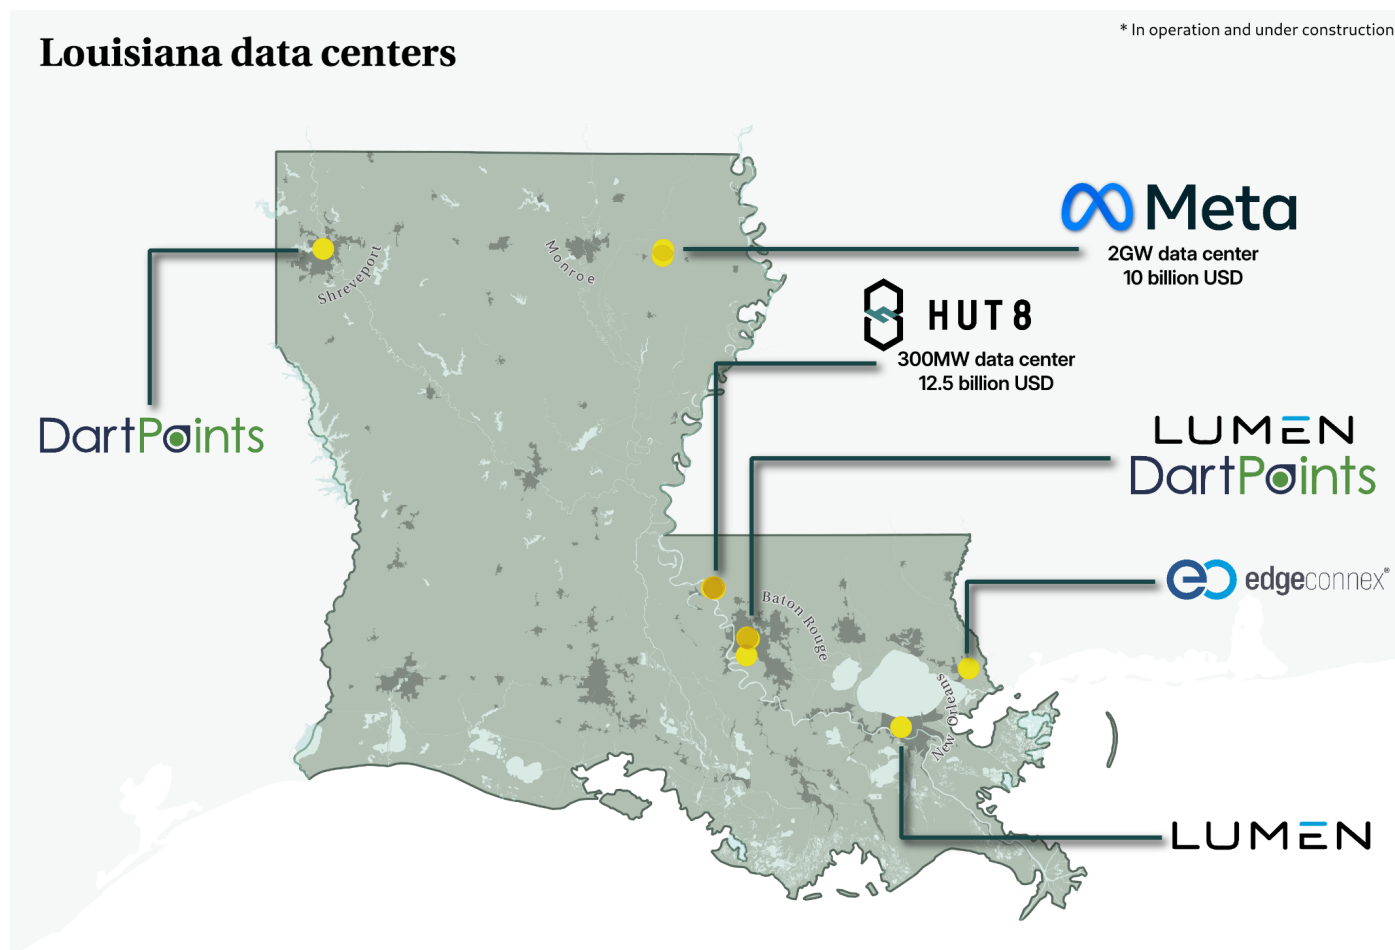 * In operation and under construction
Louisiana data centers
Meta
2GW data center
10 billion USD
HUT 8
300MW data center
12.5 billion USD
Shreveport
Monroe
DartPoints
LUMEN
DartPoints
edgeconnex®
Baton Rouge
New Orleans
LUMEN